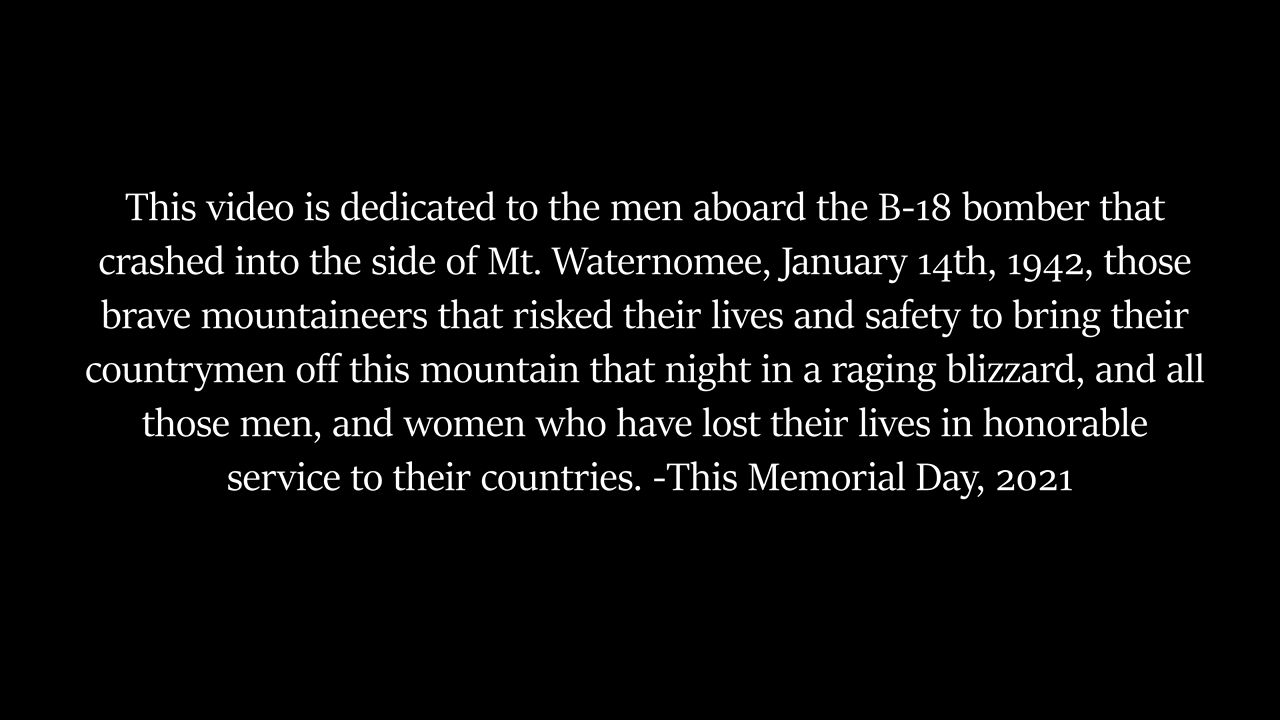 This video is dedicated to the men aboard the B-18 bomber that
crashed into the side of Mt. Waternomee, January 14th, 1942, those
brave mountaineers that risked their lives and safety to bring their
countrymen off this mountain that night in a raging blizzard, and all
those men, and women who have lost their lives in honorable
service to their countries. -This Memorial Day, 2021